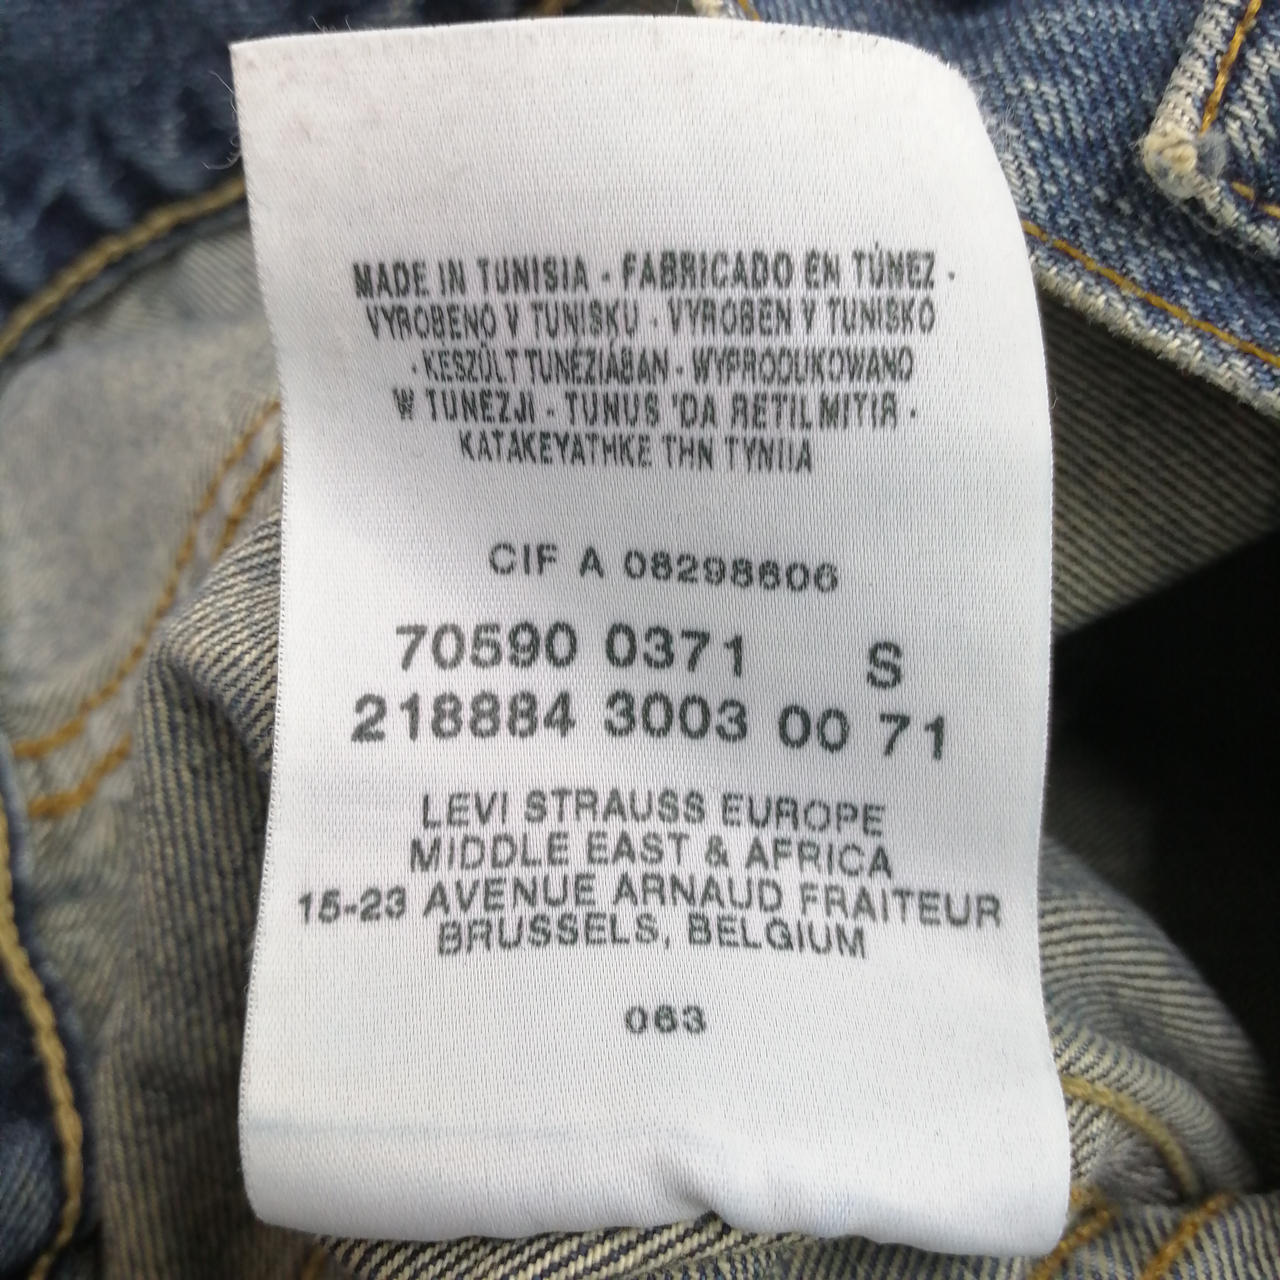 MADE IN TUNISIA - FABRICADO EN TÚNEZ -
VYROBENO V TUNISKU - VYROBEN V TUNISKO
- KESZÜLT TUNÉZIÁBAN - WYPRODUKOWANO
W TUNEZJI - TUNUS 'DA RETILMITIR -
KATAKEYATHKE THN TYNIIA
CIF A 08298606
70590 0371 S
218884 3003 00 71
LEVI STRAUSS EUROPE
MIDDLE EAST & AFRICA
15-23 AVENUE ARNAUD FRAITEUR
BRUSSELS, BELGIUM
063